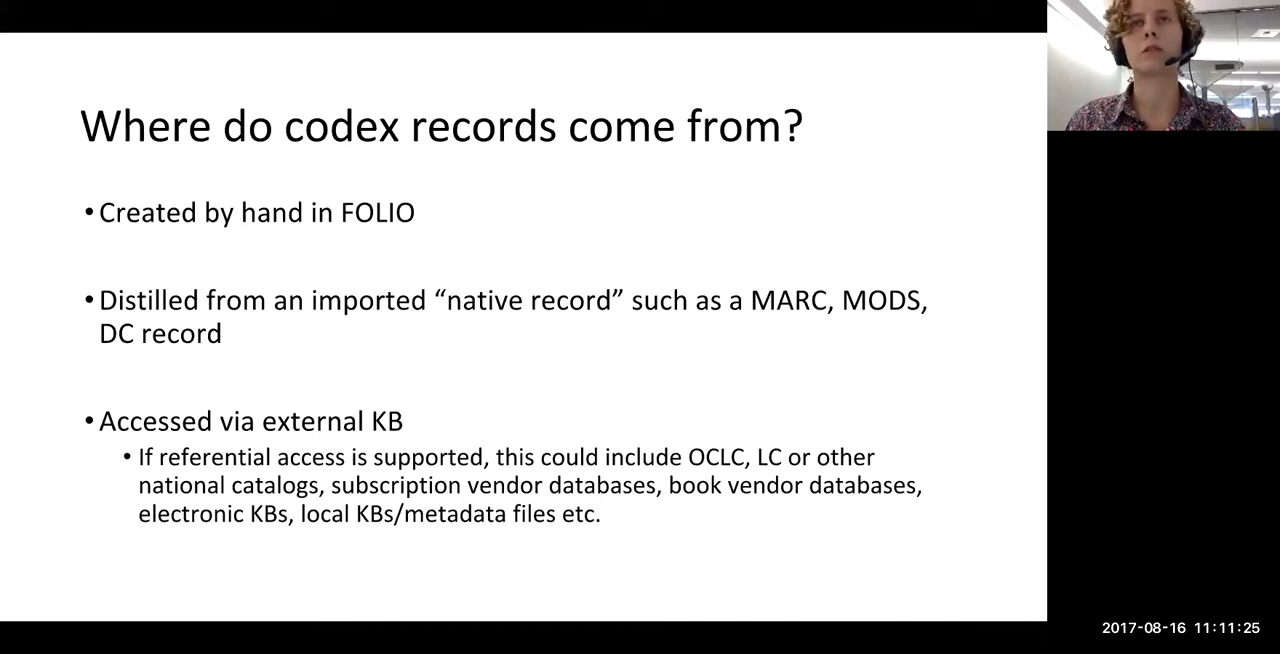 Where do codex records come from?
• Created by hand in FOLIO
• Distilled from an imported “native record” such as a MARC, MODS,
DC record
• Accessed via external KB
• If referential access is supported, this could include OCLC, LC or other
national catalogs, subscription vendor databases, book vendor databases,
electronic KBs, local KBs/metadata files etc.
2017-08-16 11:11:25